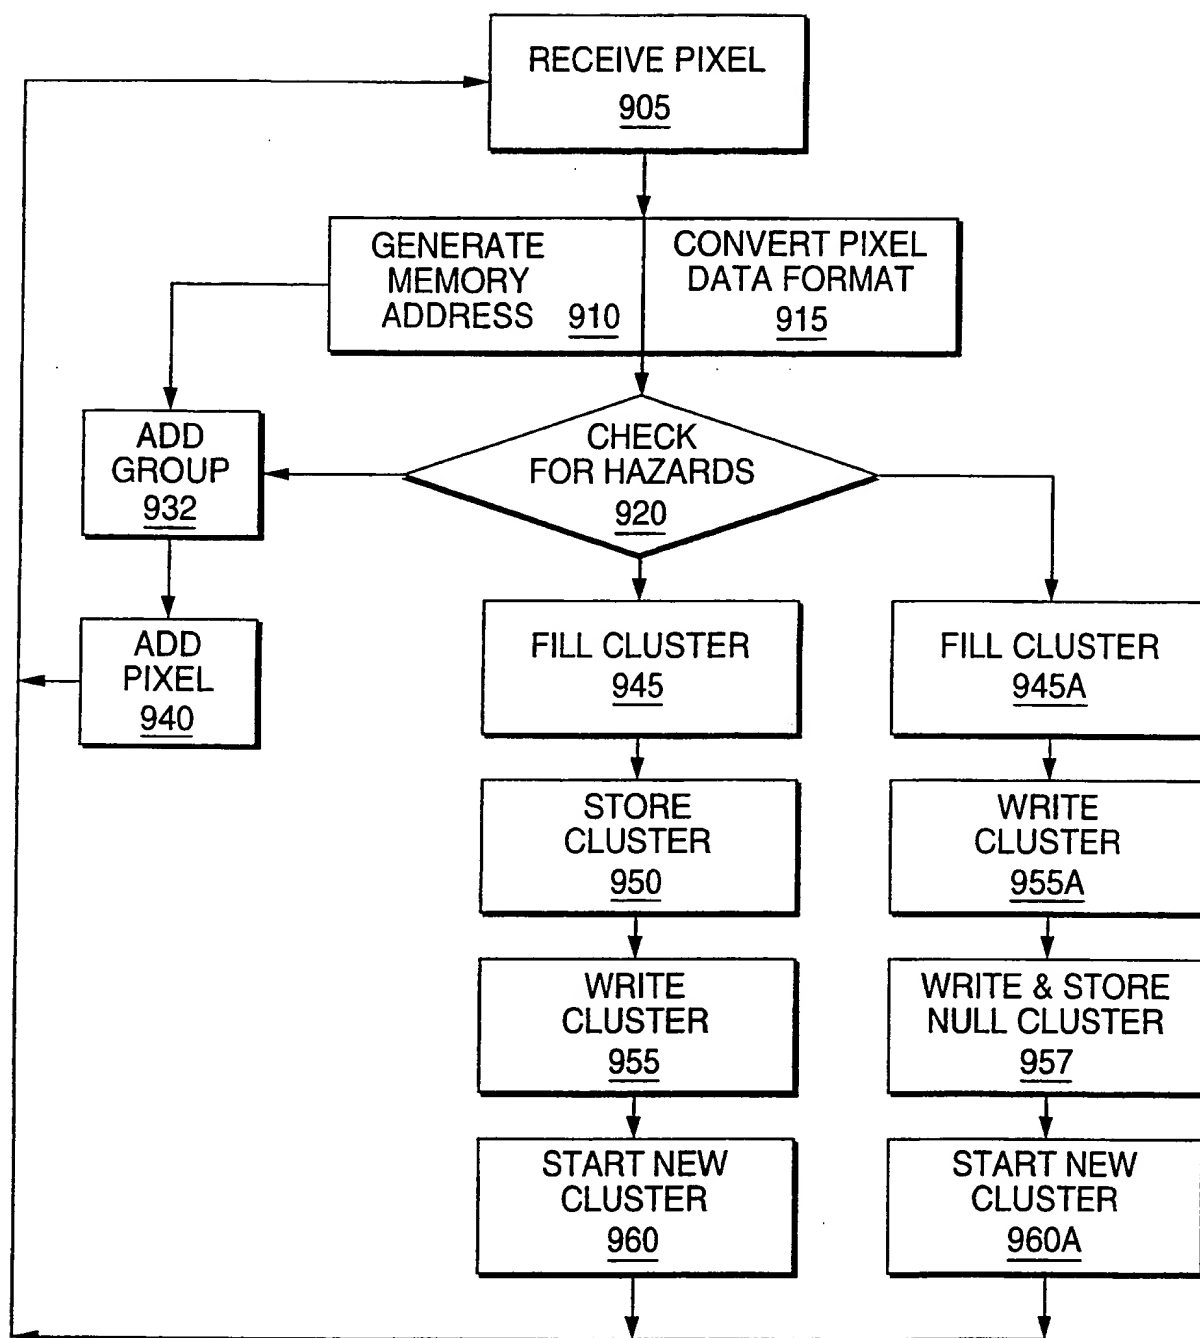 RECEIVE PIXEL
905
GENERATE
MEMORY
ADDRESS 910
CONVERT PIXEL
DATA FORMAT
915
ADD
GROUP
932
CHECK
FOR HAZARDS
920
ADD
PIXEL
940
FILL CLUSTER
945
FILL CLUSTER
945A
STORE
CLUSTER
950
WRITE
CLUSTER
955A
WRITE
CLUSTER
955
WRITE & STORE
NULL CLUSTER
957
START NEW
CLUSTER
960
START NEW
CLUSTER
960A